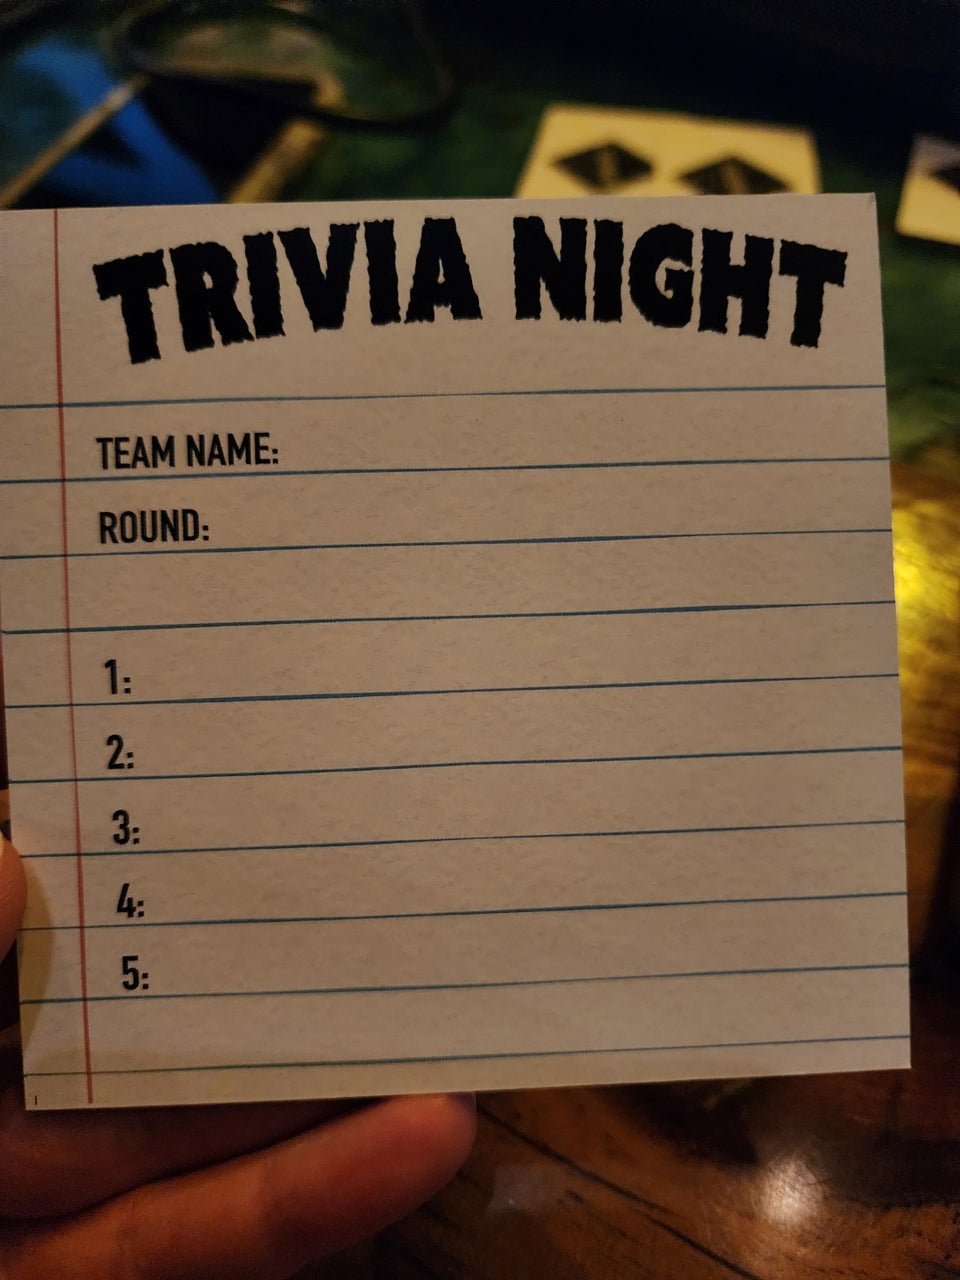 TRIVIA NIGHT
TEAM NAME:
ROUND:
1:
2:
3:
4:
5: